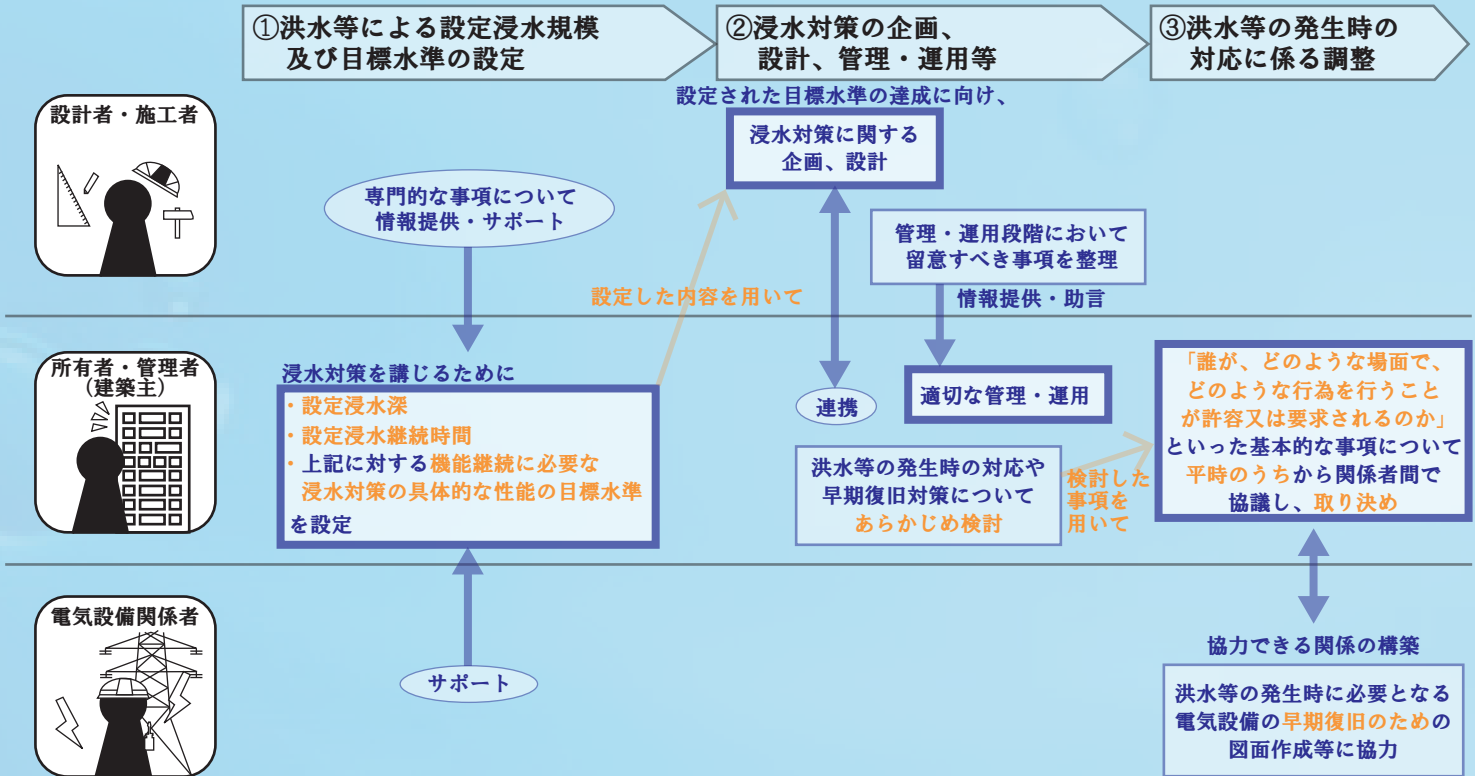 ①洪水等による設定浸水規模
及び目標水準の設定
②浸水対策の企画、
設計、管理・運用等
③洪水等の発生時の
対応に係る調整
設計者・施工者
専門的な事項について
情報提供・サポート
設定された目標水準の達成に向け、
浸水対策に関する
企画、設計
管理・運用段階において
留意すべき事項を整理
情報提供・助言
設定した内容を用いて
所有者・管理者
(建築主)
浸水対策を講じるために
・設定浸水深
・設定浸水継続時間
・上記に対する機能継続に必要な
浸水対策の具体的な性能の目標水準
を設定
連携
適切な管理・運用
洪水等の発生時の対応や
早期復旧対策について
あらかじめ検討
検討した
事項を
用いて
「誰が、どのような場面で、
どのような行為を行うこと
が許容又は要求されるのか」
といった基本的な事項について
平時のうちから関係者間で
協議し、取り決め
電気設備関係者
サポート
協力できる関係の構築
洪水等の発生時に必要となる
電気設備の早期復旧のための
図面作成等に協力